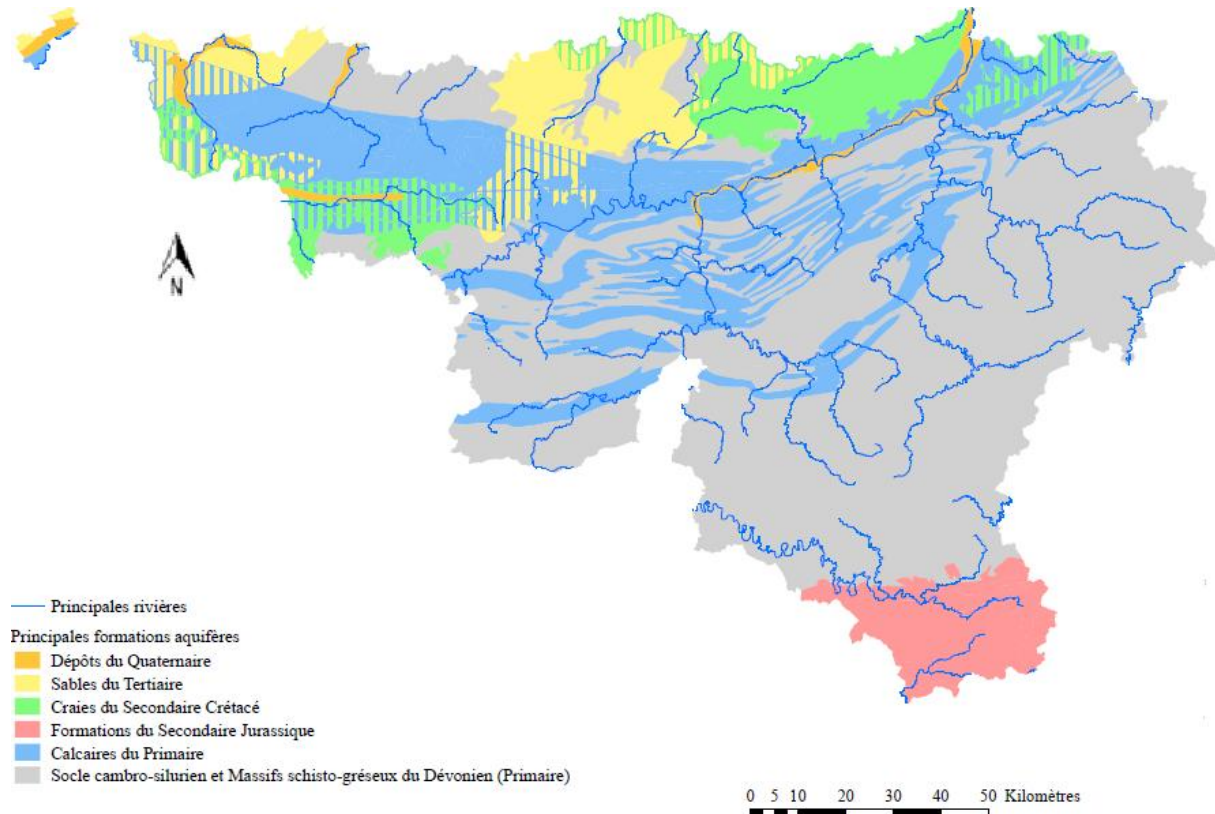 N
Principales rivières
Principales formations aquifères
Dépôts du Quaternaire
Sables du Tertiaire
Craies du Secondaire Crétacé
Formations du Secondaire Jurassique
Calcaires du Primaire
Socle cambro-silurien et Massifs schisto-gréseux du Dévonien (Primaire)
0 5 10 20 30 40 50 Kilomètres